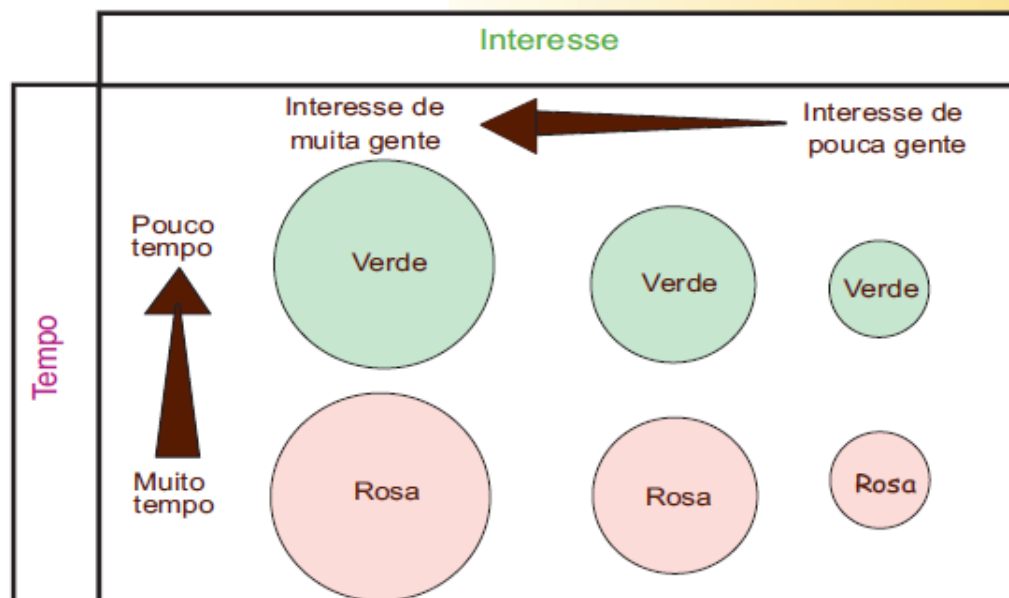 Interesse
Interesse de
muita gente
Interesse de
pouca gente
Tempo
Pouco
tempo
Verde
Verde
Verde
Muito
tempo
Rosa
Rosa
Rosa